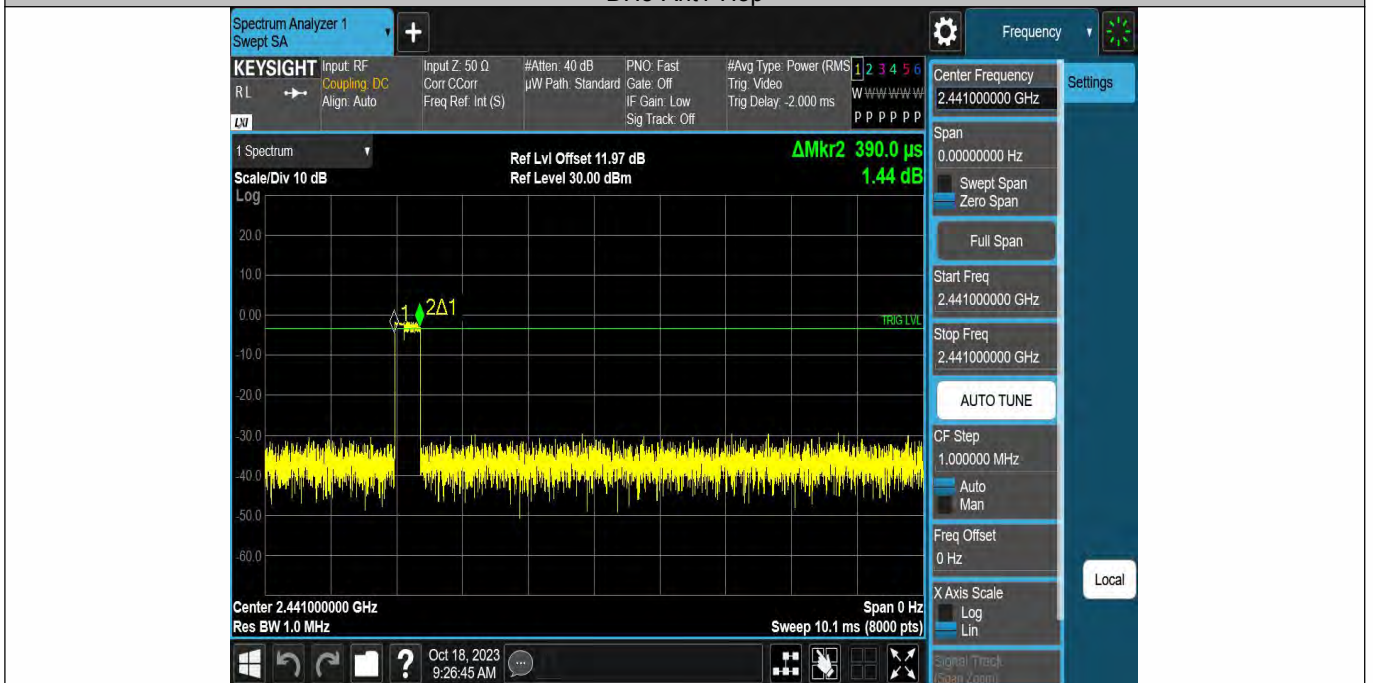 Spectrum Analyzer 1
Swept SA
+
Frequency
KEYSIGHT
RL
LXI
Input: RF
Coupling: DC
Align: Auto
Input Z: 50 Ω
Corr CCorr
Freq Ref: Int (S)
#Atten: 40 dB
µW Path: Standard
PNO: Fast
Gate: Off
IF Gain: Low
Sig Track: Off
#Avg Type: Power (RMS
Trig: Video
Trig Delay: -2.000 ms
1 2 3 4 5 6
W W W W W W
P P P P P P
1 Spectrum
Scale/Div 10 dB
Log
Ref Lvl Offset 11.97 dB
Ref Level 30.00 dBm
ΔMkr2 390.0 µs
1.44 dB
20.0
10.0
0.00
-10.0
-20.0
-30.0
-40.0
-50.0
-60.0
1
2Δ1
TRIG LVL
Center 2.441000000 GHz
Res BW 1.0 MHz
Span 0 Hz
Sweep 10.1 ms (8000 pts)
Center Frequency
2.441000000 GHz
Settings
Span
0.00000000 Hz
Swept Span
Zero Span
Full Span
Start Freq
2.441000000 GHz
Stop Freq
2.441000000 GHz
AUTO TUNE
CF Step
1.000000 MHz
Auto
Man
Freq Offset
0 Hz
X Axis Scale
Log
Lin
Signal Track
(Span Zoom)
Local
?
Oct 18, 2023
9:26:45 AM